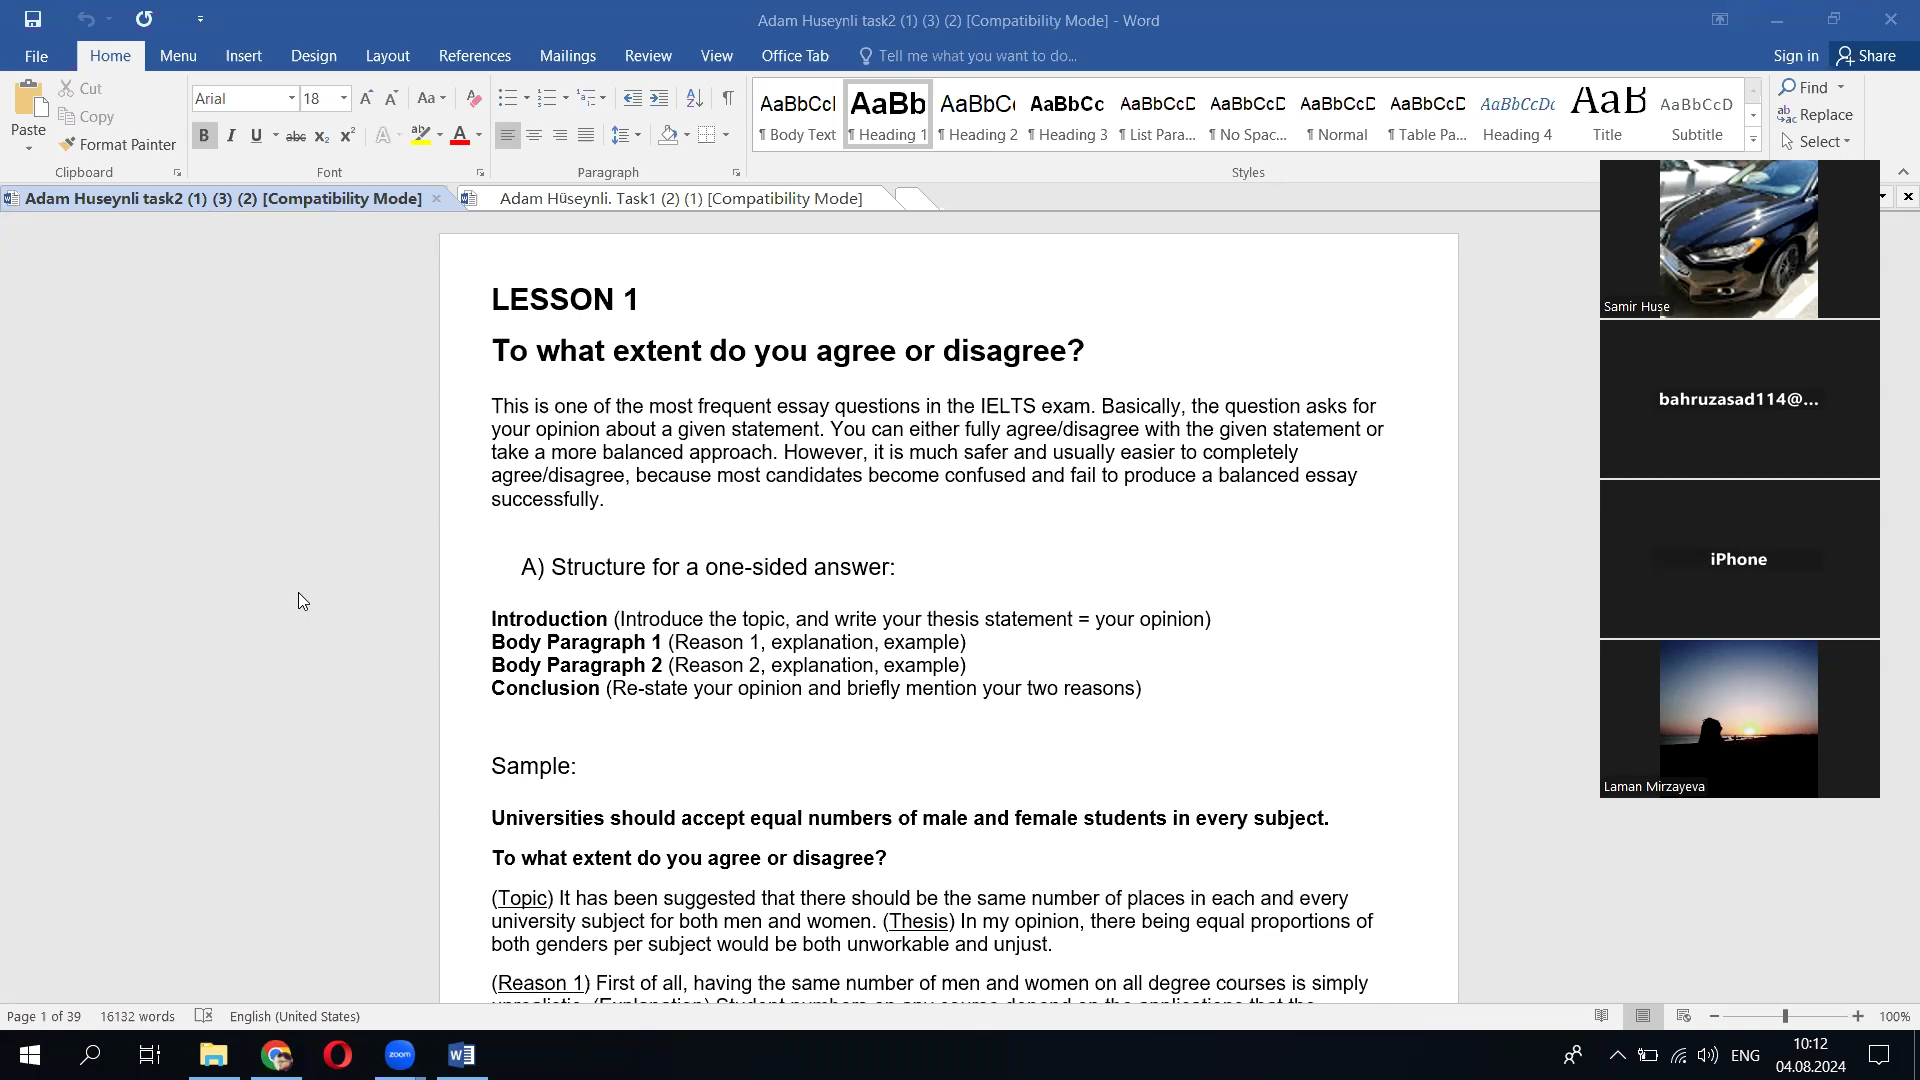 Adam Huseynli task2 (1) (3) (2) [Compatibility Mode] - Word
File Home Menu Insert Design Layout References Mailings Review View Office Tab Tell me what you want to do... Sign in Share
Paste
Cut
Copy
Format Painter
Clipboard
Arial 18
Font
Paragraph
AaBbCcI AaBb AaBbC AaBbCc AaBbCcD AaBbCcD AaBbCcD AaBbCcD AaBbCcDc AaB AaBbCcD
¶ Body Text ¶ Heading 1 ¶ Heading 2 ¶ Heading 3 ¶ List Para... ¶ No Spac... ¶ Normal ¶ Table Pa... Heading 4 Title Subtitle
Styles
Find
Replace
Select
Adam Huseynli task2 (1) (3) (2) [Compatibility Mode]
Adam Hüseynli. Task1 (2) (1) [Compatibility Mode]
LESSON 1
To what extent do you agree or disagree?
This is one of the most frequent essay questions in the IELTS exam. Basically, the question asks for
your opinion about a given statement. You can either fully agree/disagree with the given statement or
take a more balanced approach. However, it is much safer and usually easier to completely
agree/disagree, because most candidates become confused and fail to produce a balanced essay
successfully.
A) Structure for a one-sided answer:
Introduction (Introduce the topic, and write your thesis statement = your opinion)
Body Paragraph 1 (Reason 1, explanation, example)
Body Paragraph 2 (Reason 2, explanation, example)
Conclusion (Re-state your opinion and briefly mention your two reasons)
Sample:
Universities should accept equal numbers of male and female students in every subject.
To what extent do you agree or disagree?
(Topic) It has been suggested that there should be the same number of places in each and every
university subject for both men and women. (Thesis) In my opinion, there being equal proportions of
both genders per subject would be both unworkable and unjust.
(Reason 1) First of all, having the same number of men and women on all degree courses is simply
Samir Huse
bahruzasad114@...
iPhone
Laman Mirzayeva
Page 1 of 39 16132 words English (United States) 100%
zoom
ENG
10:12
04.08.2024